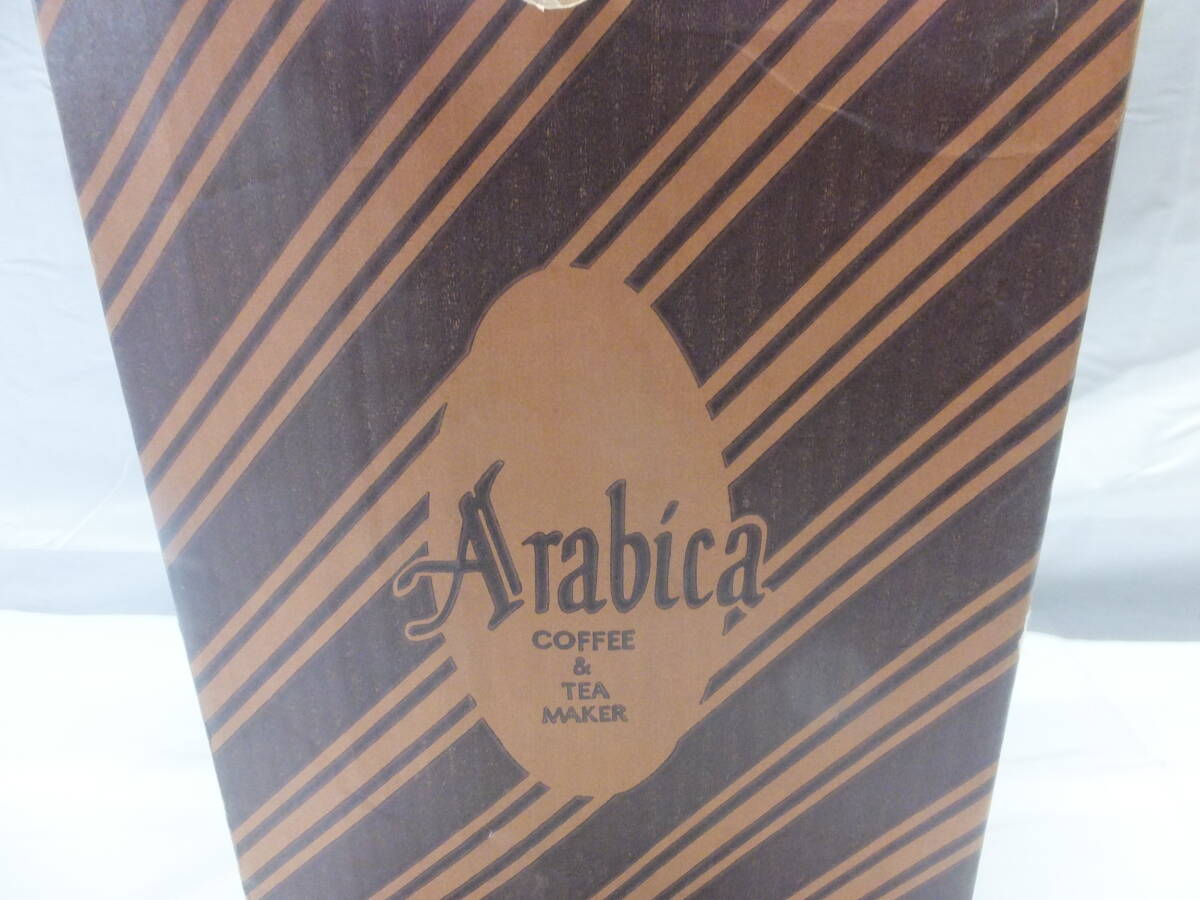 Arabica
COFFEE
&
TEA
MAKER